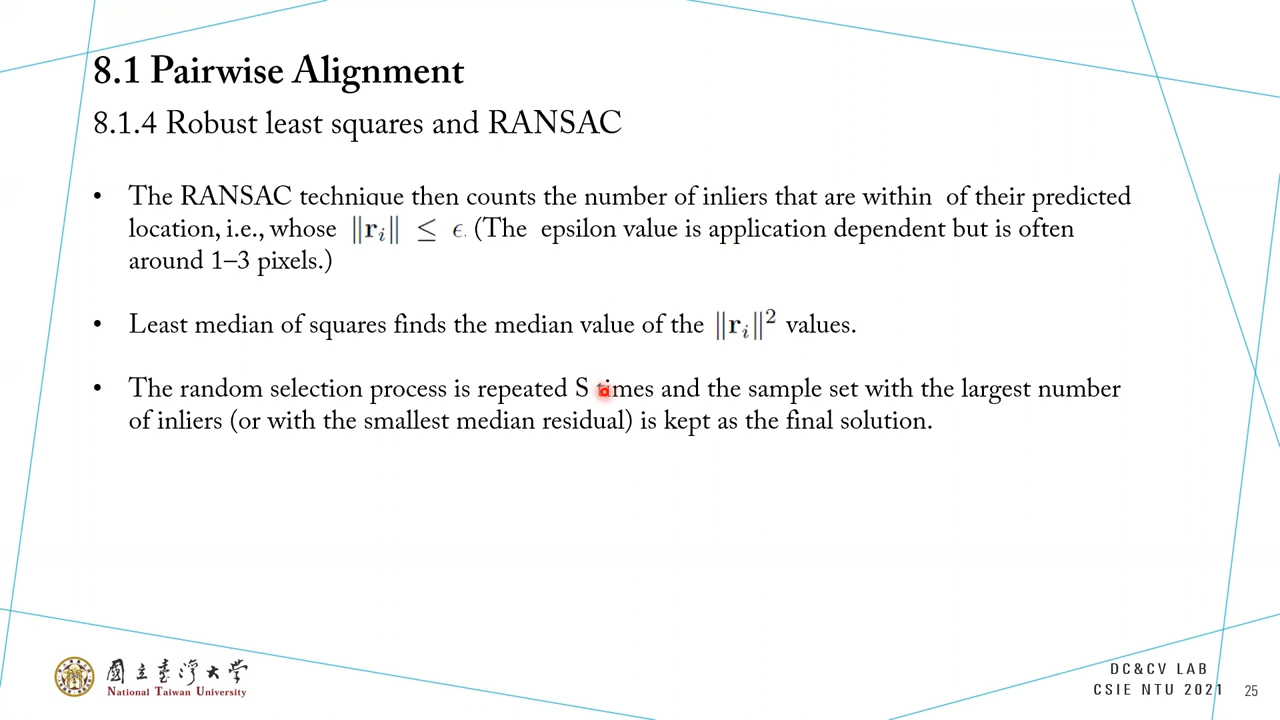 8.1 Pairwise Alignment
8.1.4 Robust least squares and RANSAC
• The RANSAC technique then counts the number of inliers that are within of their predicted
location, i.e., whose ‖rᵢ‖ ≤ ϵ. (The epsilon value is application dependent but is often
around 1–3 pixels.)
• Least median of squares finds the median value of the ‖rᵢ‖² values.
• The random selection process is repeated S times and the sample set with the largest number
of inliers (or with the smallest median residual) is kept as the final solution.
國立臺灣大學
National Taiwan University
DC&CV LAB
CSIE NTU 2021
25